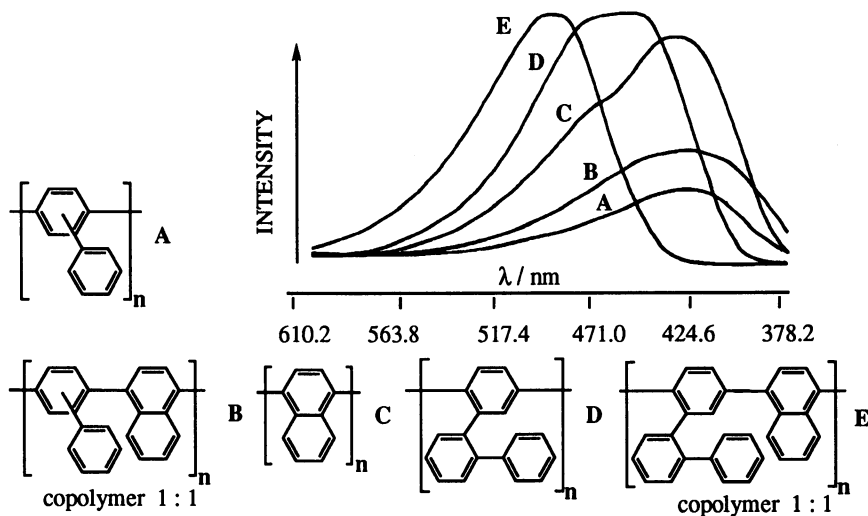 E
D
C
B
A
INTENSITY
λ / nm
610.2 563.8 517.4 471.0 424.6 378.2
n
A
n
B
copolymer 1 : 1
n
C
n
D
n
E
copolymer 1 : 1